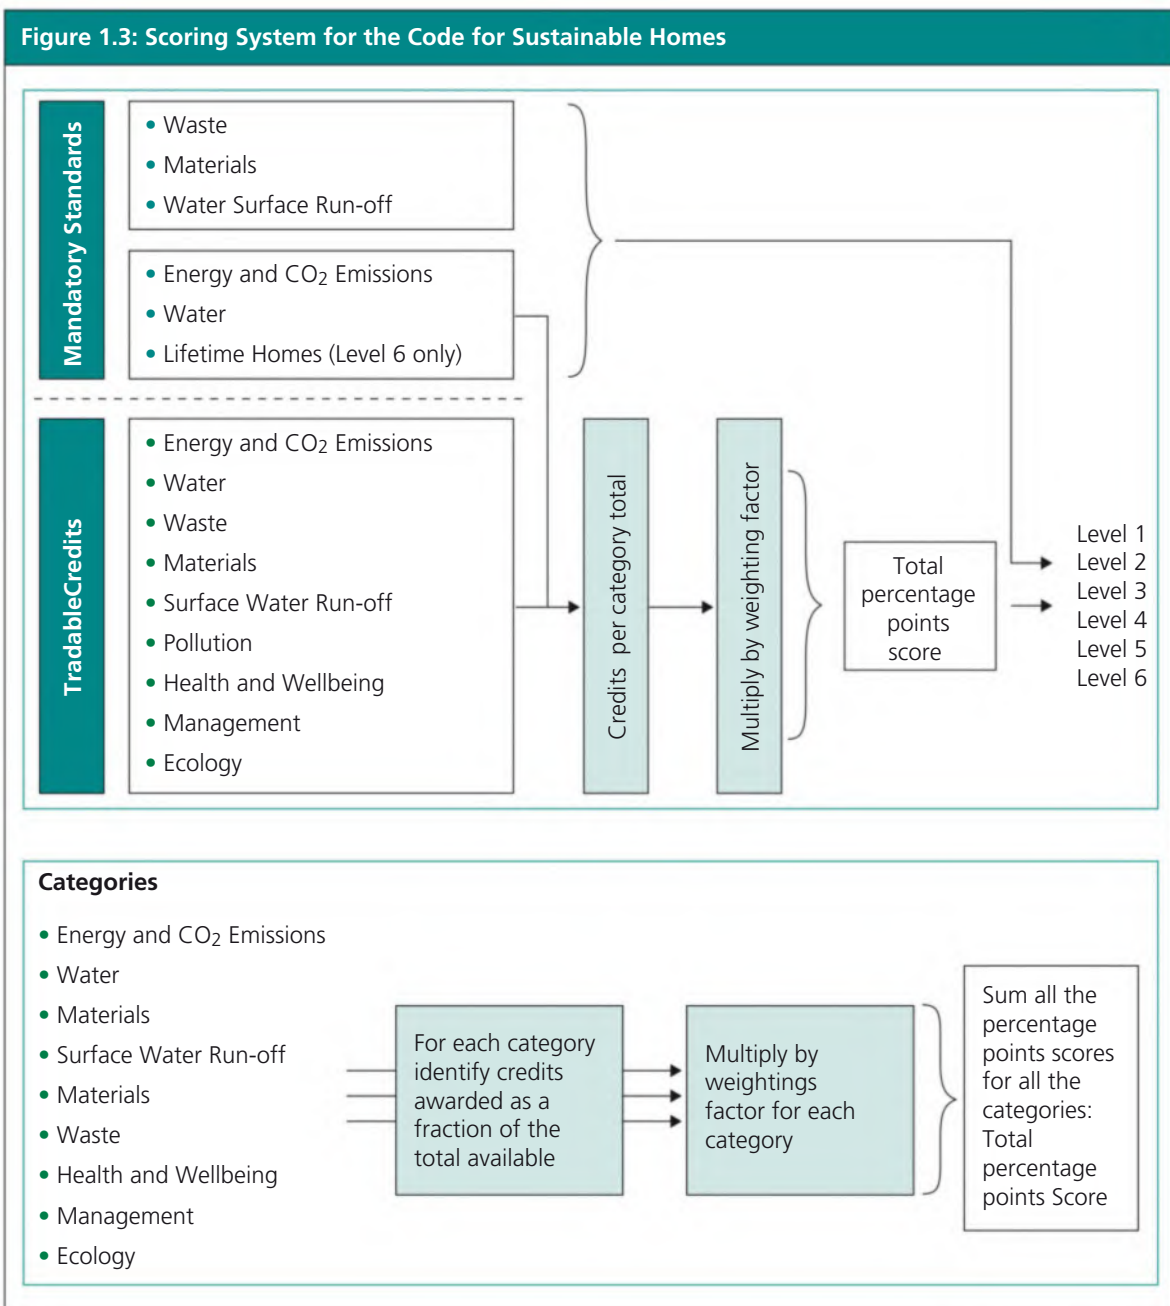 Figure 1.3: Scoring System for the Code for Sustainable Homes
Mandatory Standards
• Waste
• Materials
• Water Surface Run-off
• Energy and CO2 Emissions
• Water
• Lifetime Homes (Level 6 only)
TradableCredits
• Energy and CO2 Emissions
• Water
• Waste
• Materials
• Surface Water Run-off
• Pollution
• Health and Wellbeing
• Management
• Ecology
Credits per category total
Multiply by weighting factor
Total
percentage
points
score
Level 1
Level 2
Level 3
Level 4
Level 5
Level 6
Categories
• Energy and CO2 Emissions
• Water
• Materials
• Surface Water Run-off
• Materials
• Waste
• Health and Wellbeing
• Management
• Ecology
For each category
identify credits
awarded as a
fraction of the
total available
Multiply by
weightings
factor for each
category
Sum all the
percentage
points scores
for all the
categories:
Total
percentage
points Score